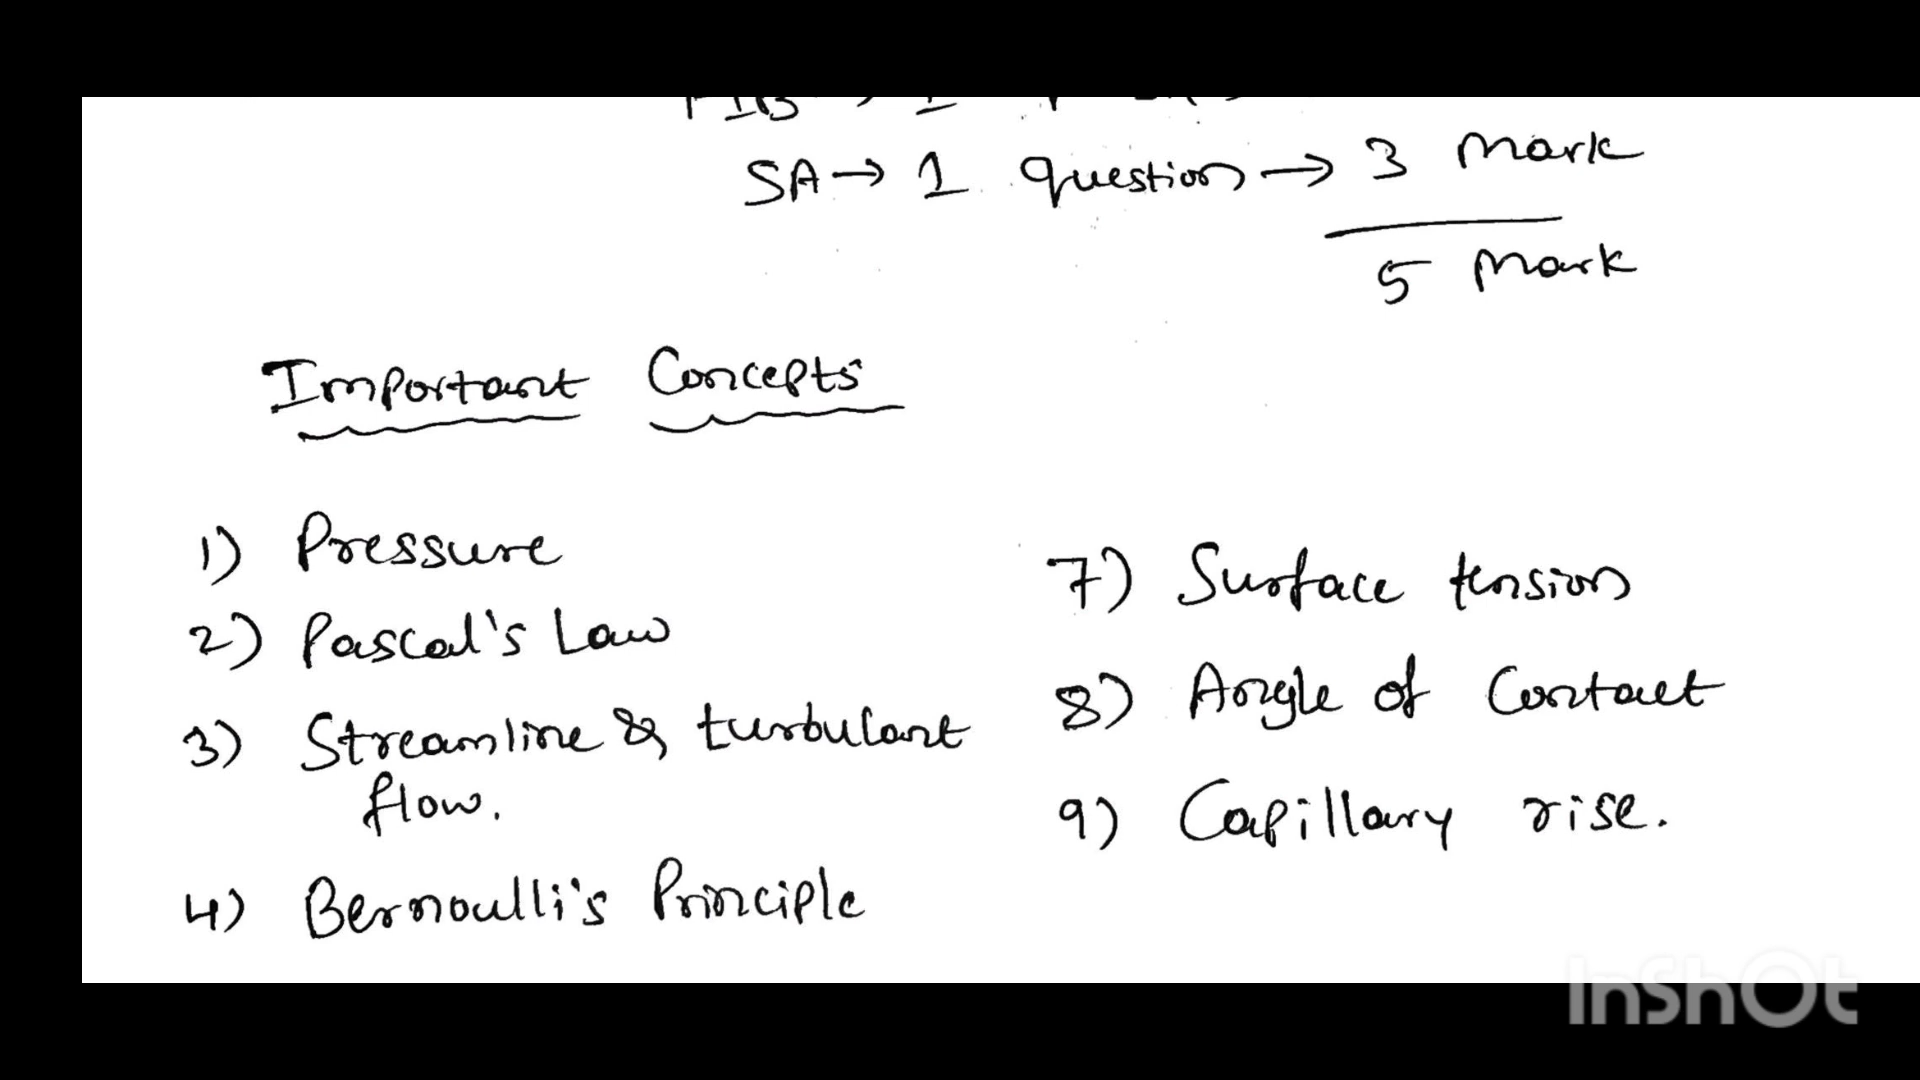 SA → 1 question → 3 mark
5 mark
Important Concepts
1) Pressure
2) Pascal's Law
3) Streamline & turbulant
flow.
4) Bernoulli's Principle
7) Surface tension
8) Angle of Contact
9) Capillary rise.
InShOt